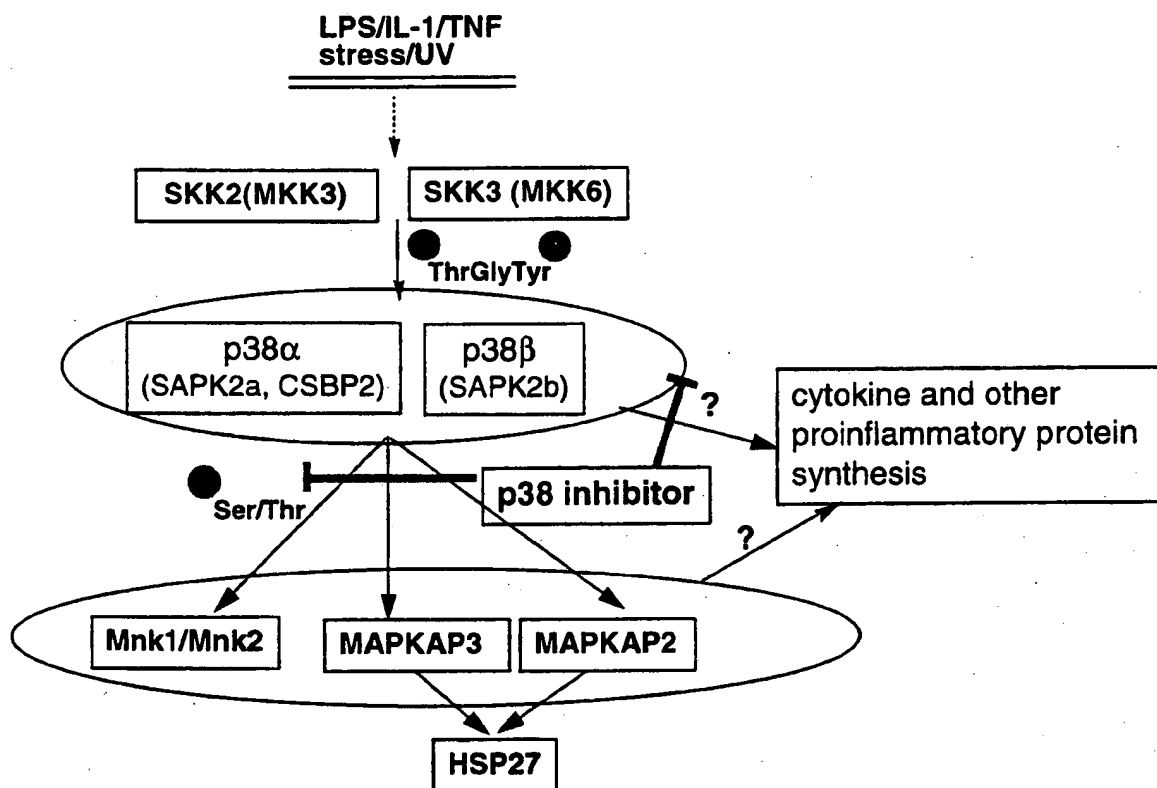 LPS/IL-1/TNF
stress/UV
SKK2(MKK3)
SKK3 (MKK6)
ThrGlyTyr
p38α
(SAPK2a, CSBP2)
p38β
(SAPK2b)
?
cytokine and other
proinflammatory protein
synthesis
p38 inhibitor
Ser/Thr
?
Mnk1/Mnk2
MAPKAP3
MAPKAP2
HSP27